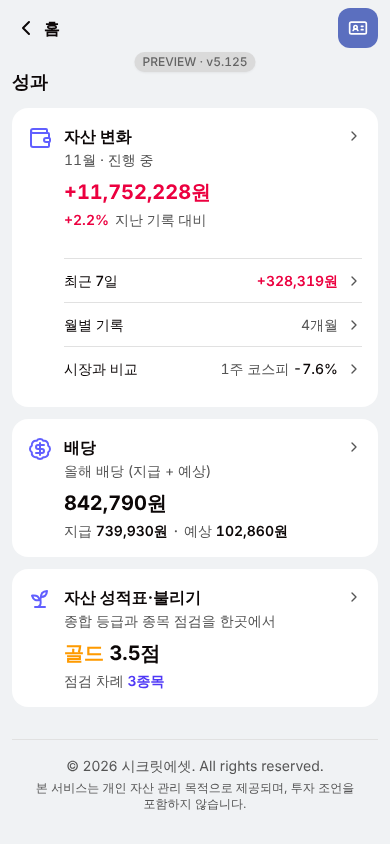 홈
PREVIEW · v5.125
성과
자산 변화
11월 · 진행 중
+11,752,228원
+2.2% 지난 기록 대비
최근 7일 +328,319원
월별 기록 4개월
시장과 비교 1주 코스피 -7.6%
배당
올해 배당 (지급 + 예상)
842,790원
지급 739,930원 · 예상 102,860원
자산 성적표·불리기
종합 등급과 종목 점검을 한곳에서
골드 3.5점
점검 차례 3종목
© 2026 시크릿에셋. All rights reserved.
본 서비스는 개인 자산 관리 목적으로 제공되며, 투자 조언을
포함하지 않습니다.